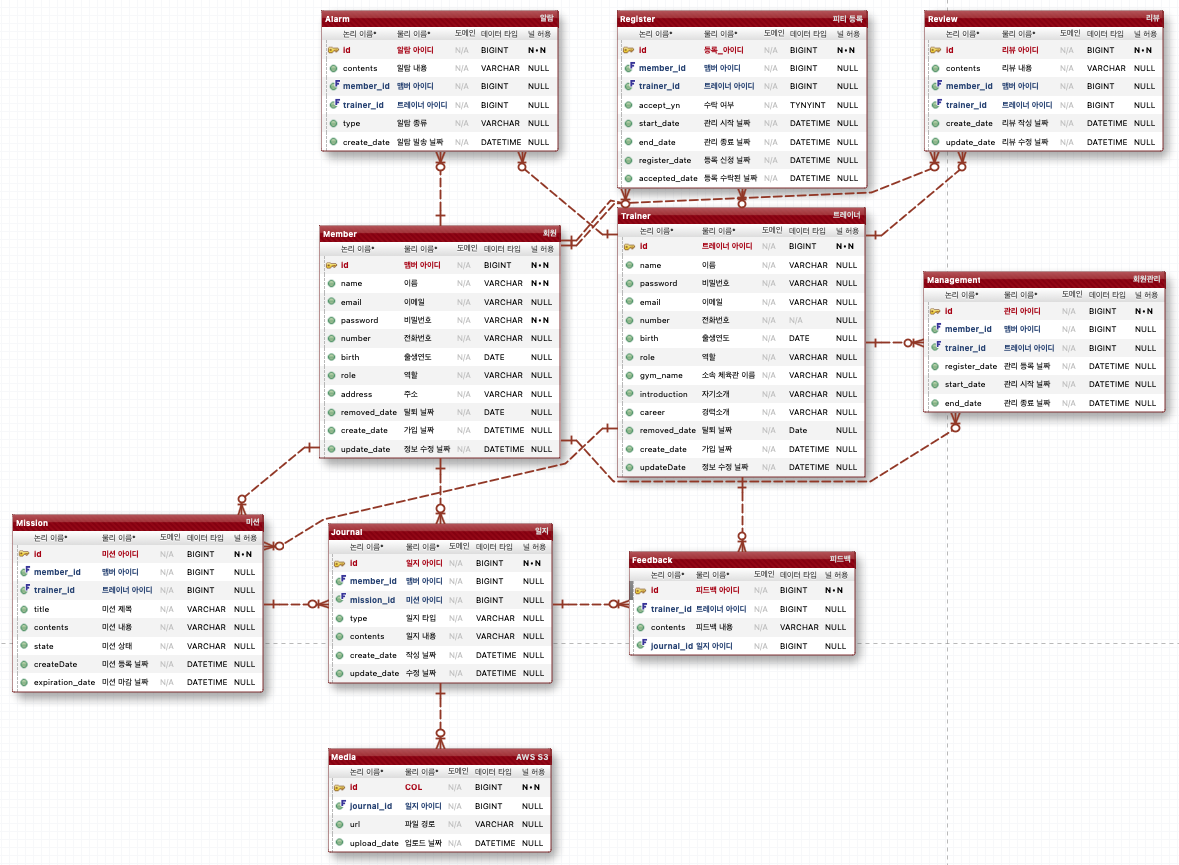 Alarm 알람
논리 이름* 물리 이름* 도메인 데이터 타입 널 허용
id 알람 아이디 N/A BIGINT N•N
contents 알람 내용 N/A VARCHAR NULL
member_id 맴버 아이디 N/A BIGINT NULL
trainer_id 트레이너 아이디 N/A BIGINT NULL
type 알람 종류 N/A VARCHAR NULL
create_date 알람 발송 날짜 N/A DATETIME NULL
Register 피티 등록
논리 이름* 물리 이름* 도메인 데이터 타입 널 허용
id 등록_아이디 N/A BIGINT N•N
member_id 맴버 아이디 N/A BIGINT NULL
trainer_id 트레이너 아이디 N/A BIGINT NULL
accept_yn 수락 여부 N/A TYNYINT NULL
start_date 관리 시작 날짜 N/A DATETIME NULL
end_date 관리 종료 날짜 N/A DATETIME NULL
register_date 등록 신청 날짜 N/A DATETIME NULL
accepted_date 등록 수락된 날짜 N/A DATETIME NULL
Review 리뷰
논리 이름* 물리 이름* 도메인 데이터 타입 널 허용
id 리뷰 아이디 N/A BIGINT N•N
contents 리뷰 내용 N/A VARCHAR NULL
member_id 맴버 아이디 N/A BIGINT NULL
trainer_id 트레이너 아이디 N/A BIGINT NULL
create_date 리뷰 작성 날짜 N/A DATETIME NULL
update_date 리뷰 수정 날짜 N/A DATETIME NULL
Member 회원
논리 이름* 물리 이름* 도메인 데이터 타입 널 허용
id 맴버 아이디 N/A BIGINT N•N
name 이름 N/A VARCHAR N•N
email 이메일 N/A VARCHAR NULL
password 비밀번호 N/A VARCHAR N•N
number 전화번호 N/A VARCHAR NULL
birth 출생연도 N/A DATE NULL
role 역할 N/A VARCHAR NULL
address 주소 N/A VARCHAR NULL
removed_date 탈퇴 날짜 N/A DATE NULL
create_date 가입 날짜 N/A DATETIME NULL
update_date 정보 수정 날짜 N/A DATETIME NULL
Trainer 트레이너
논리 이름* 물리 이름* 도메인 데이터 타입 널 허용
id 트레이너 아이디 N/A BIGINT N•N
name 이름 N/A VARCHAR NULL
password 비밀번호 N/A VARCHAR NULL
email 이메일 N/A VARCHAR NULL
number 전화번호 N/A N/A NULL
birth 출생연도 N/A DATE NULL
role 역할 N/A VARCHAR NULL
gym_name 소속 체육관 이름 N/A VARCHAR NULL
introduction 자기소개 N/A VARCHAR NULL
career 경력소개 N/A VARCHAR NULL
removed_date 탈퇴 날짜 N/A Date NULL
create_date 가입 날짜 N/A DATETIME NULL
updateDate 정보 수정 날짜 N/A DATETIME NULL
Management 회원관리
논리 이름* 물리 이름* 도메인 데이터 타입 널 허용
id 관리 아이디 N/A BIGINT N•N
member_id 맴버 아이디 N/A BIGINT NULL
trainer_id 트레이너 아이디 N/A BIGINT NULL
register_date 관리 등록 날짜 N/A DATETIME NULL
start_date 관리 시작 날짜 N/A DATETIME NULL
end_date 관리 종료 날짜 N/A DATETIME NULL
Mission 미션
논리 이름* 물리 이름* 도메인 데이터 타입 널 허용
id 미션 아이디 N/A BIGINT N•N
member_id 맴버 아이디 N/A BIGINT NULL
trainer_id 트레이너 아이디 N/A BIGINT NULL
title 미션 제목 N/A VARCHAR NULL
contents 미션 내용 N/A VARCHAR NULL
state 미션 상태 N/A VARCHAR NULL
createDate 미션 등록 날짜 N/A DATETIME NULL
expiration_date 미션 마감 날짜 N/A DATETIME NULL
Journal 일지
논리 이름* 물리 이름* 도메인 데이터 타입 널 허용
id 일지 아이디 N/A BIGINT N•N
member_id 맴버 아이디 N/A BIGINT NULL
mission_id 미션 아이디 N/A BIGINT NULL
type 일지 타입 N/A VARCHAR NULL
contents 일지 내용 N/A VARCHAR NULL
create_date 작성 날짜 N/A DATETIME NULL
update_date 수정 날짜 N/A DATETIME NULL
Feedback 피드백
논리 이름* 물리 이름* 도메인 데이터 타입 널 허용
id 피드백 아이디 N/A BIGINT N•N
trainer_id 트레이너 아이디 N/A BIGINT NULL
contents 피드백 내용 N/A VARCHAR NULL
journal_id 일지 아이디 N/A BIGINT NULL
Media AWS S3
논리 이름* 물리 이름* 도메인 데이터 타입 널 허용
id COL N/A BIGINT N•N
journal_id 일지 아이디 N/A BIGINT NULL
url 파일 경로 N/A VARCHAR NULL
upload_date 업로드 날짜 N/A DATETIME NULL